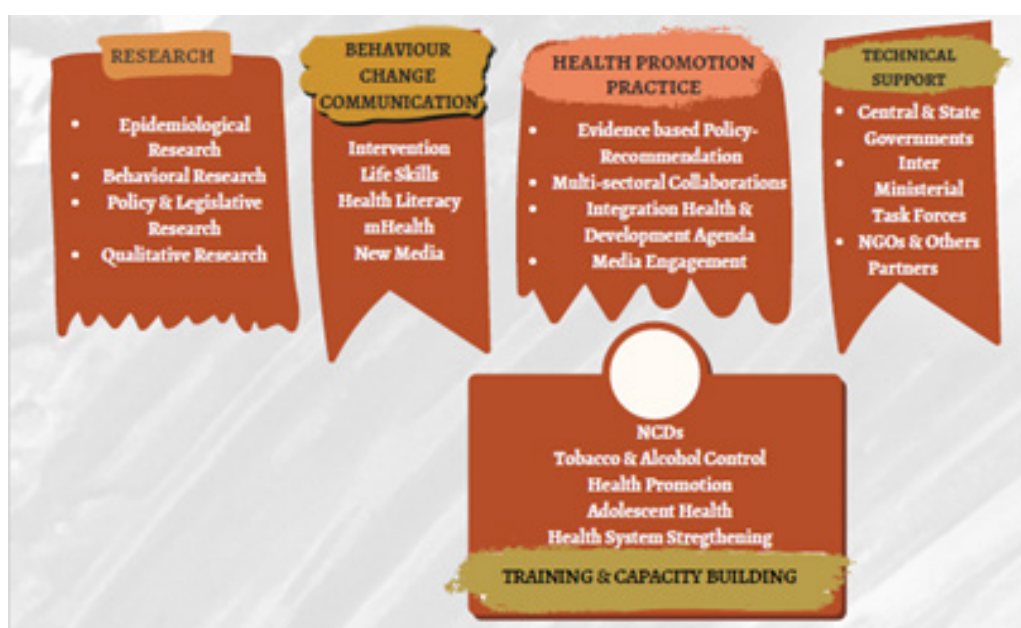 RESEARCH
• Epidemiological
Research
• Behavioral Research
• Policy & Legislative
Research
• Qualitative Research
BEHAVIOUR
CHANGE
COMMUNICATION
Intervention
Life Skills
Health Literacy
mHealth
New Media
HEALTH PROMOTION
PRACTICE
• Evidence based Policy-
Recommendation
• Multi-sectoral Collaborations
• Integration Health &
Development Agenda
• Media Engagement
TECHNICAL
SUPPORT
• Central & State
Governments
• Inter
Ministerial
Task Forces
• NGOs & Others
Partners
NCDs
Tobacco & Alcohol Control
Health Promotion
Adolescent Health
Health System Stregthening
TRAINING & CAPACITY BUILDING